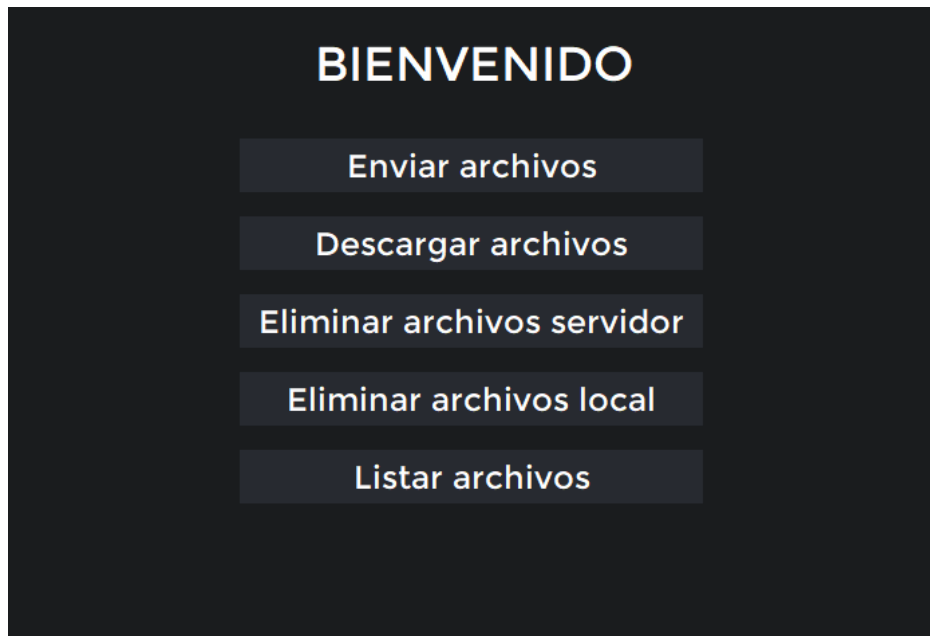 BIENVENIDO
Enviar archivos
Descargar archivos
Eliminar archivos servidor
Eliminar archivos local
Listar archivos